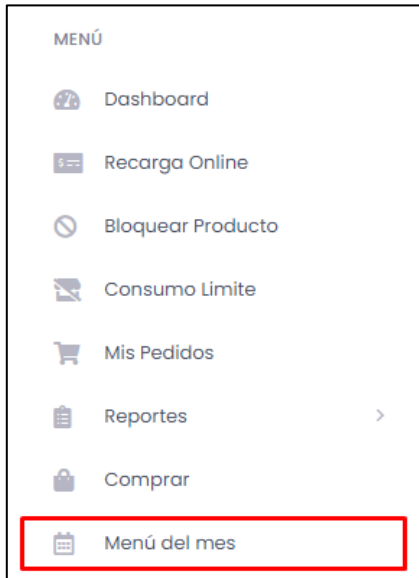 MENÚ
Dashboard
Recarga Online
Bloquear Producto
Consumo Limite
Mis Pedidos
Reportes
Comprar
Menú del mes